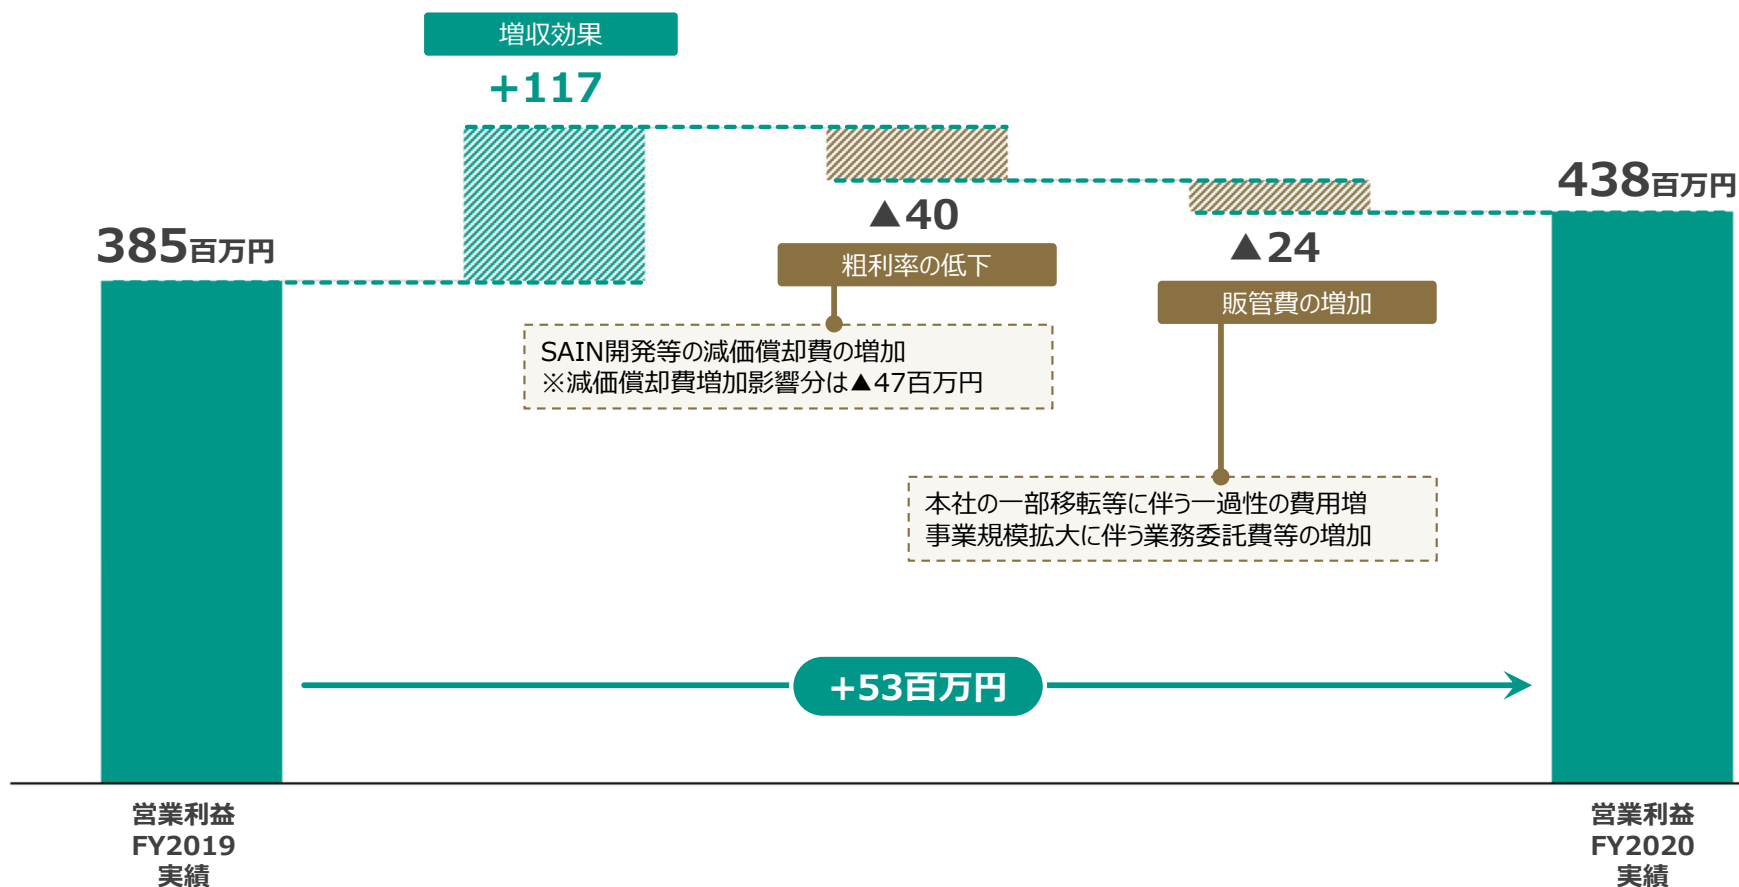 増収効果
+117
385百万円
▲40
粗利率の低下
SAIN開発等の減価償却費の増加
※減価償却費増加影響分は▲47百万円
▲24
販管費の増加
本社の一部移転等に伴う一過性の費用増
事業規模拡大に伴う業務委託費等の増加
438百万円
+53百万円
営業利益
FY2019
実績
営業利益
FY2020
実績